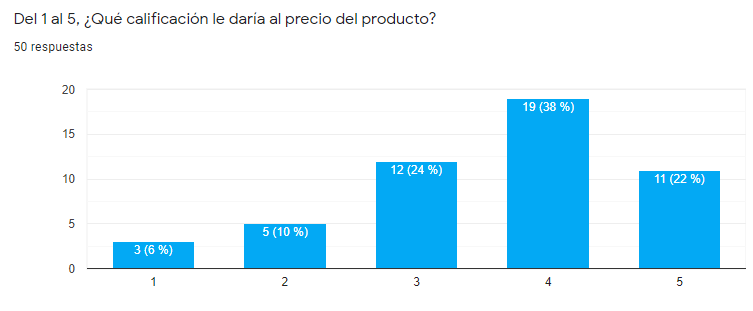 Del 1 al 5, ¿Qué calificación le daría al precio del producto?
50 respuestas
20
15
10
5
0
3 (6 %)
5 (10 %)
12 (24 %)
19 (38 %)
11 (22 %)
1
2
3
4
5